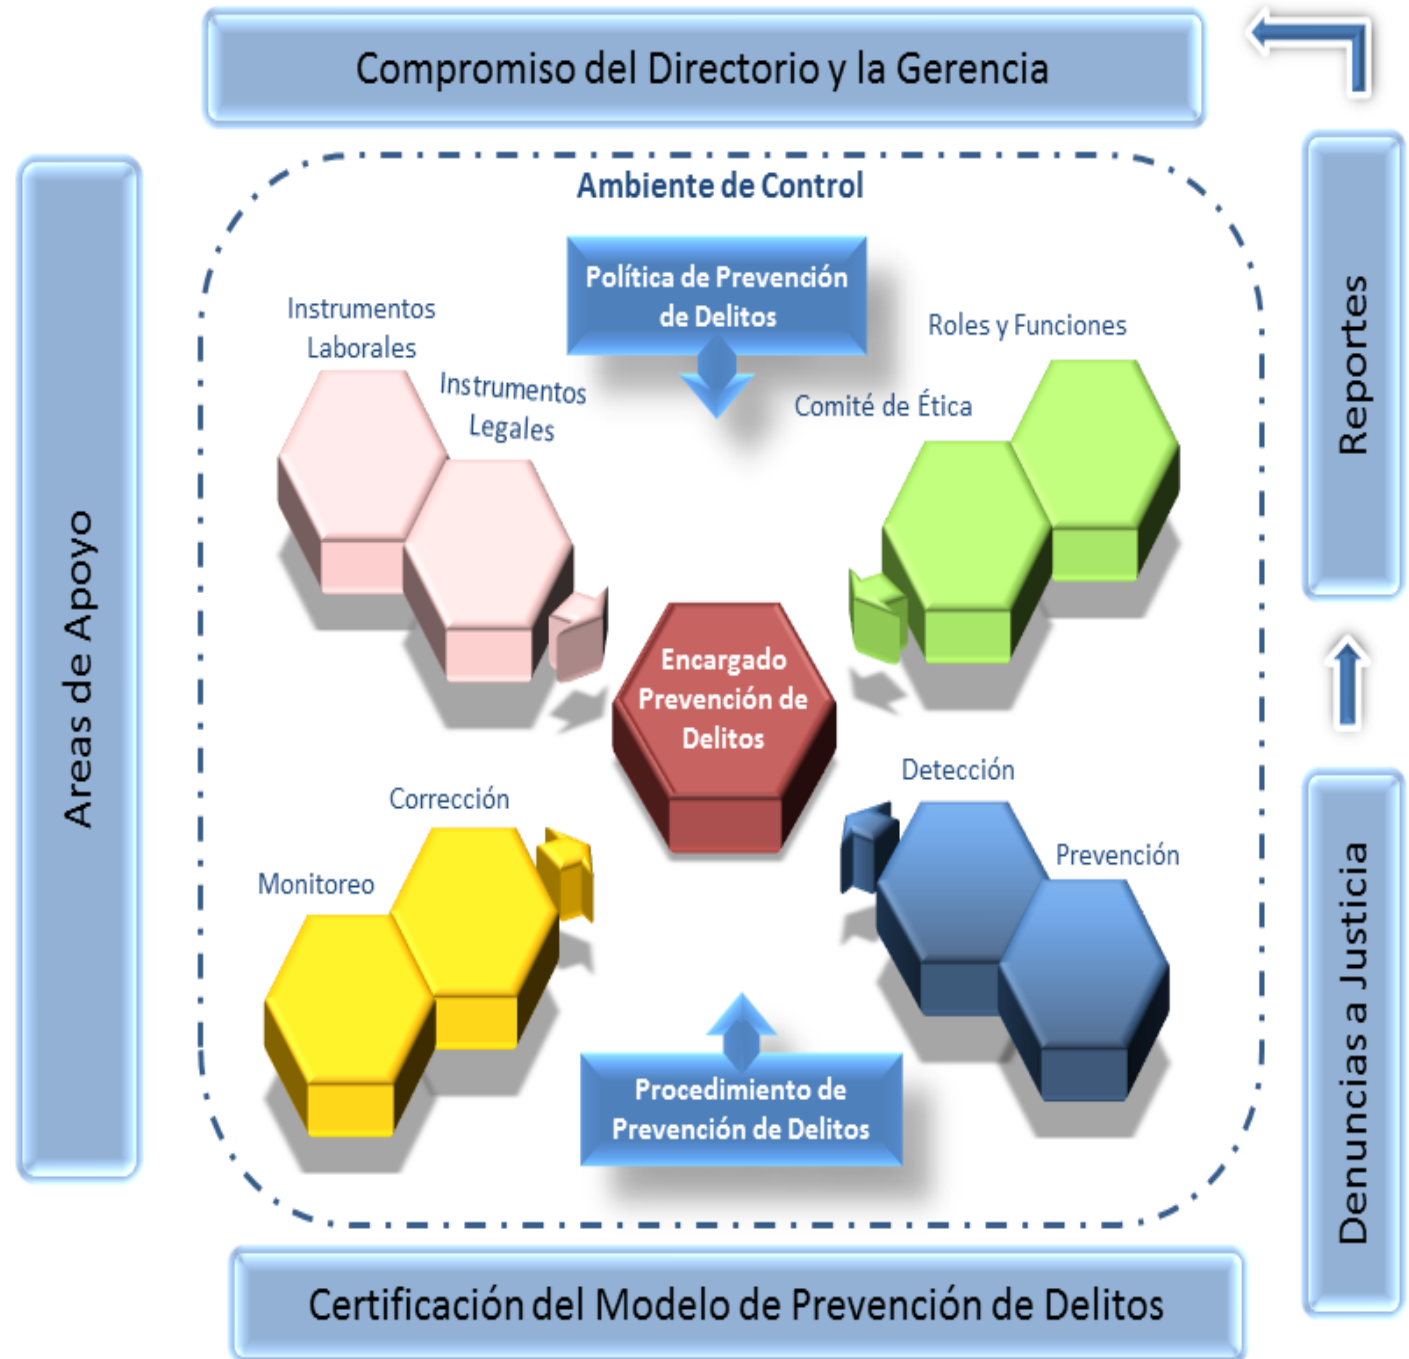 Compromiso del Directorio y la Gerencia
Areas de Apoyo
Ambiente de Control
Política de Prevención
de Delitos
Instrumentos
Laborales
Instrumentos
Legales
Roles y Funciones
Comité de Ética
Encargado
Prevención de
Delitos
Corrección
Monitoreo
Detección
Prevención
Procedimiento de
Prevención de Delitos
Reportes
Denuncias a Justicia
Certificación del Modelo de Prevención de Delitos